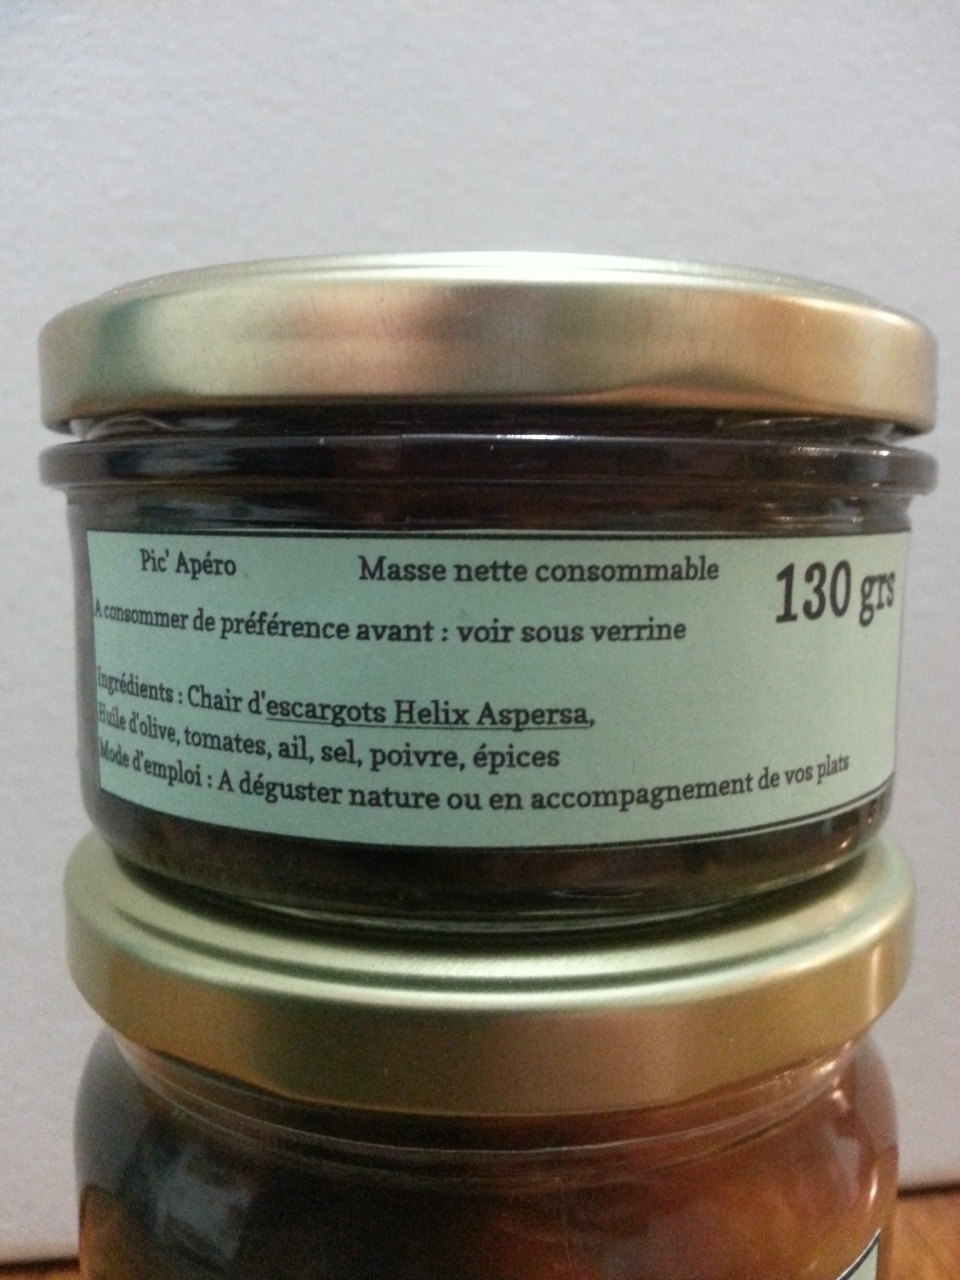 Pic' Apéro
Masse nette consommable
130 grs
A consommer de préférence avant : voir sous verrine
Ingrédients : Chair d'escargots Helix Aspersa,
Huile d'olive, tomates, ail, sel, poivre, épices
Mode d'emploi : A déguster nature ou en accompagnement de vos plats